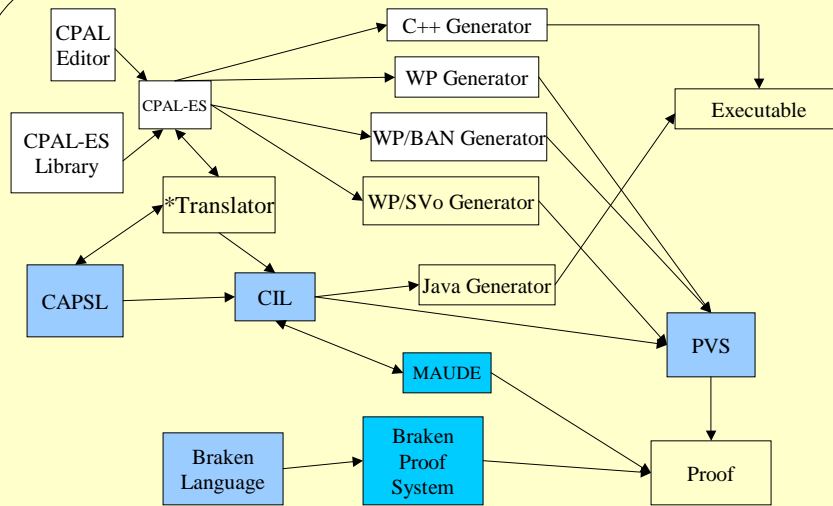 CPAL
Editor
C++ Generator
WP Generator
CPAL-ES
Executable
CPAL-ES
Library
WP/BAN Generator
*Translator
WP/SVo Generator
CAPSL
CIL
Java Generator
PVS
MAUDE
Braken
Language
Braken
Proof
System
Proof